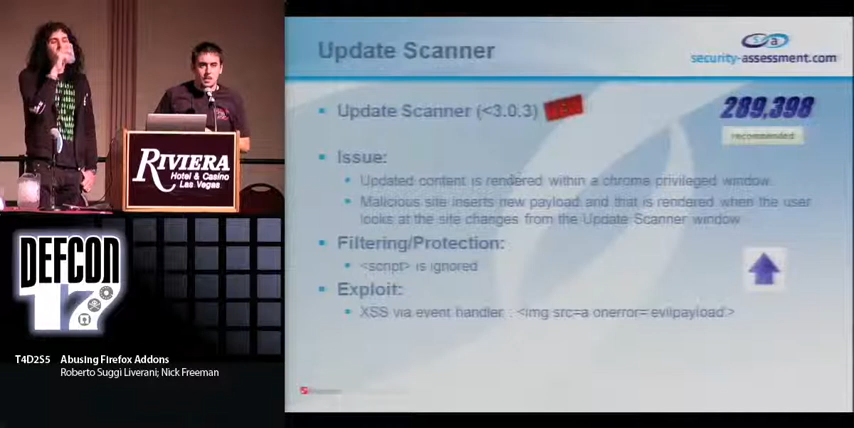 RIVIERA
Hotel & Casino
Las Vegas
DEFCON
17
T4D2S5 Abusing Firefox Addons
Roberto Suggi Liverani; Nick Freeman
Update Scanner
security-assessment.com
Update Scanner (<3.0.3)
289,398
recommended
Issue:
Updated content is rendered within a chrome privileged window.
Malicious site inserts new payload and that is rendered when the user
looks at the site changes from the Update Scanner window
Filtering/Protection:
<script> is ignored
Exploit:
XSS via event handler : <img src=a onerror='evilpayload'>